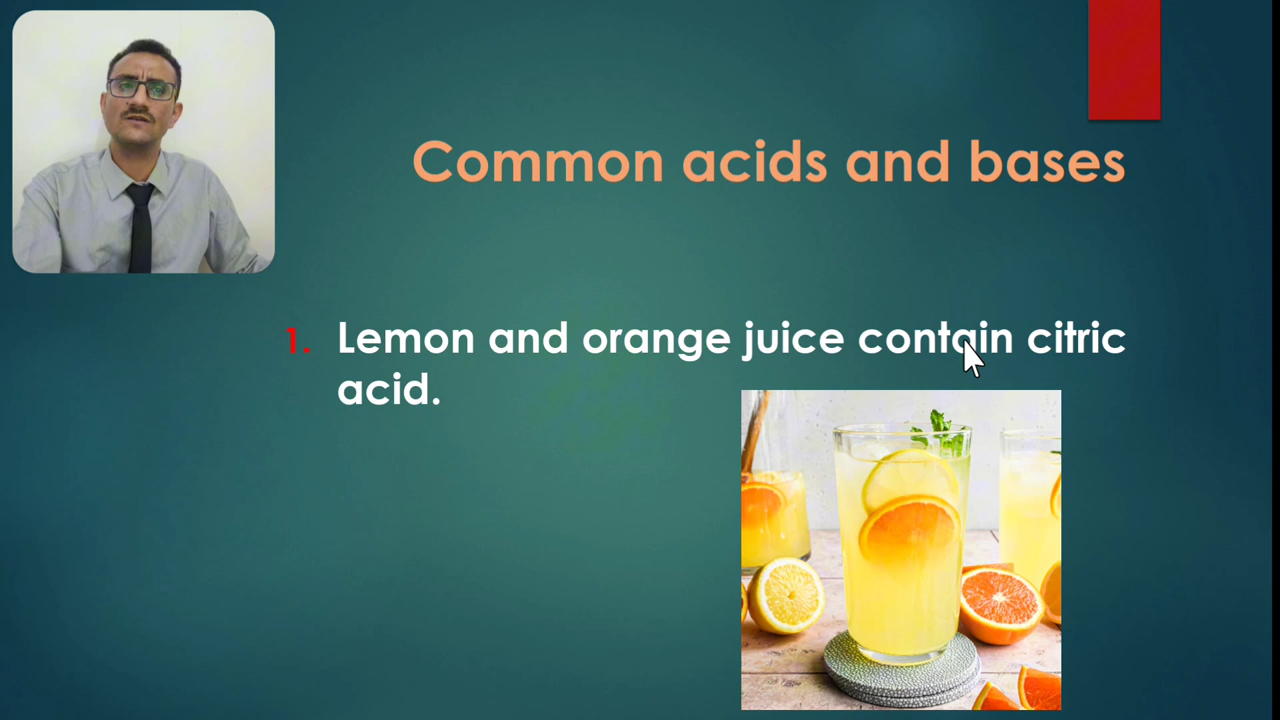 Common acids and bases
1. Lemon and orange juice contain citric
acid.